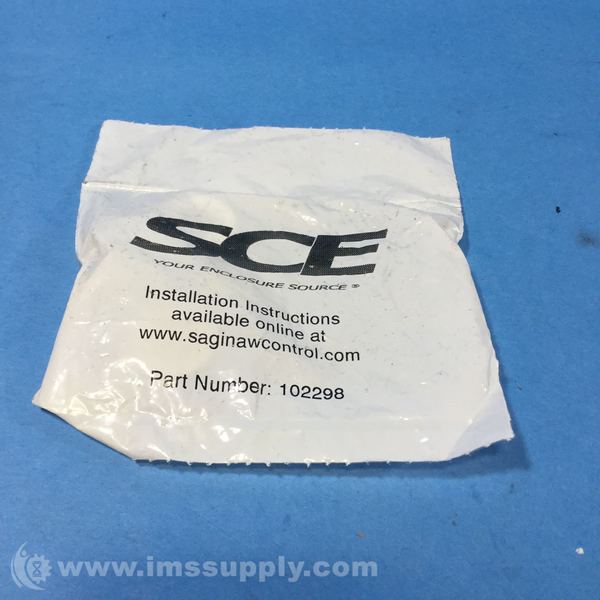 SCE
YOUR ENCLOSURE SOURCE ®
Installation Instructions
available online at
www.saginawcontrol.com
Part Number: 102298
www.imssupply.com